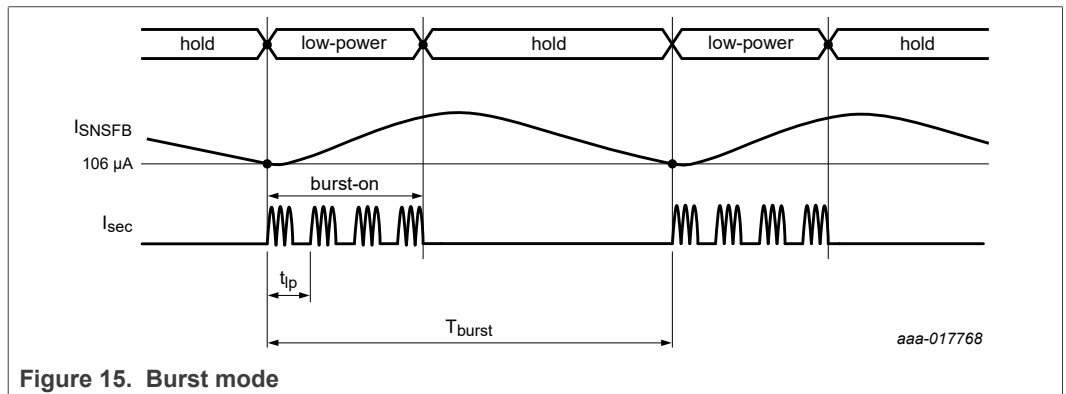 hold low-power hold low-power hold
ISNSFB
106 µA
burst-on
Isec
tlp
Tburst
aaa-017768
Figure 15. Burst mode